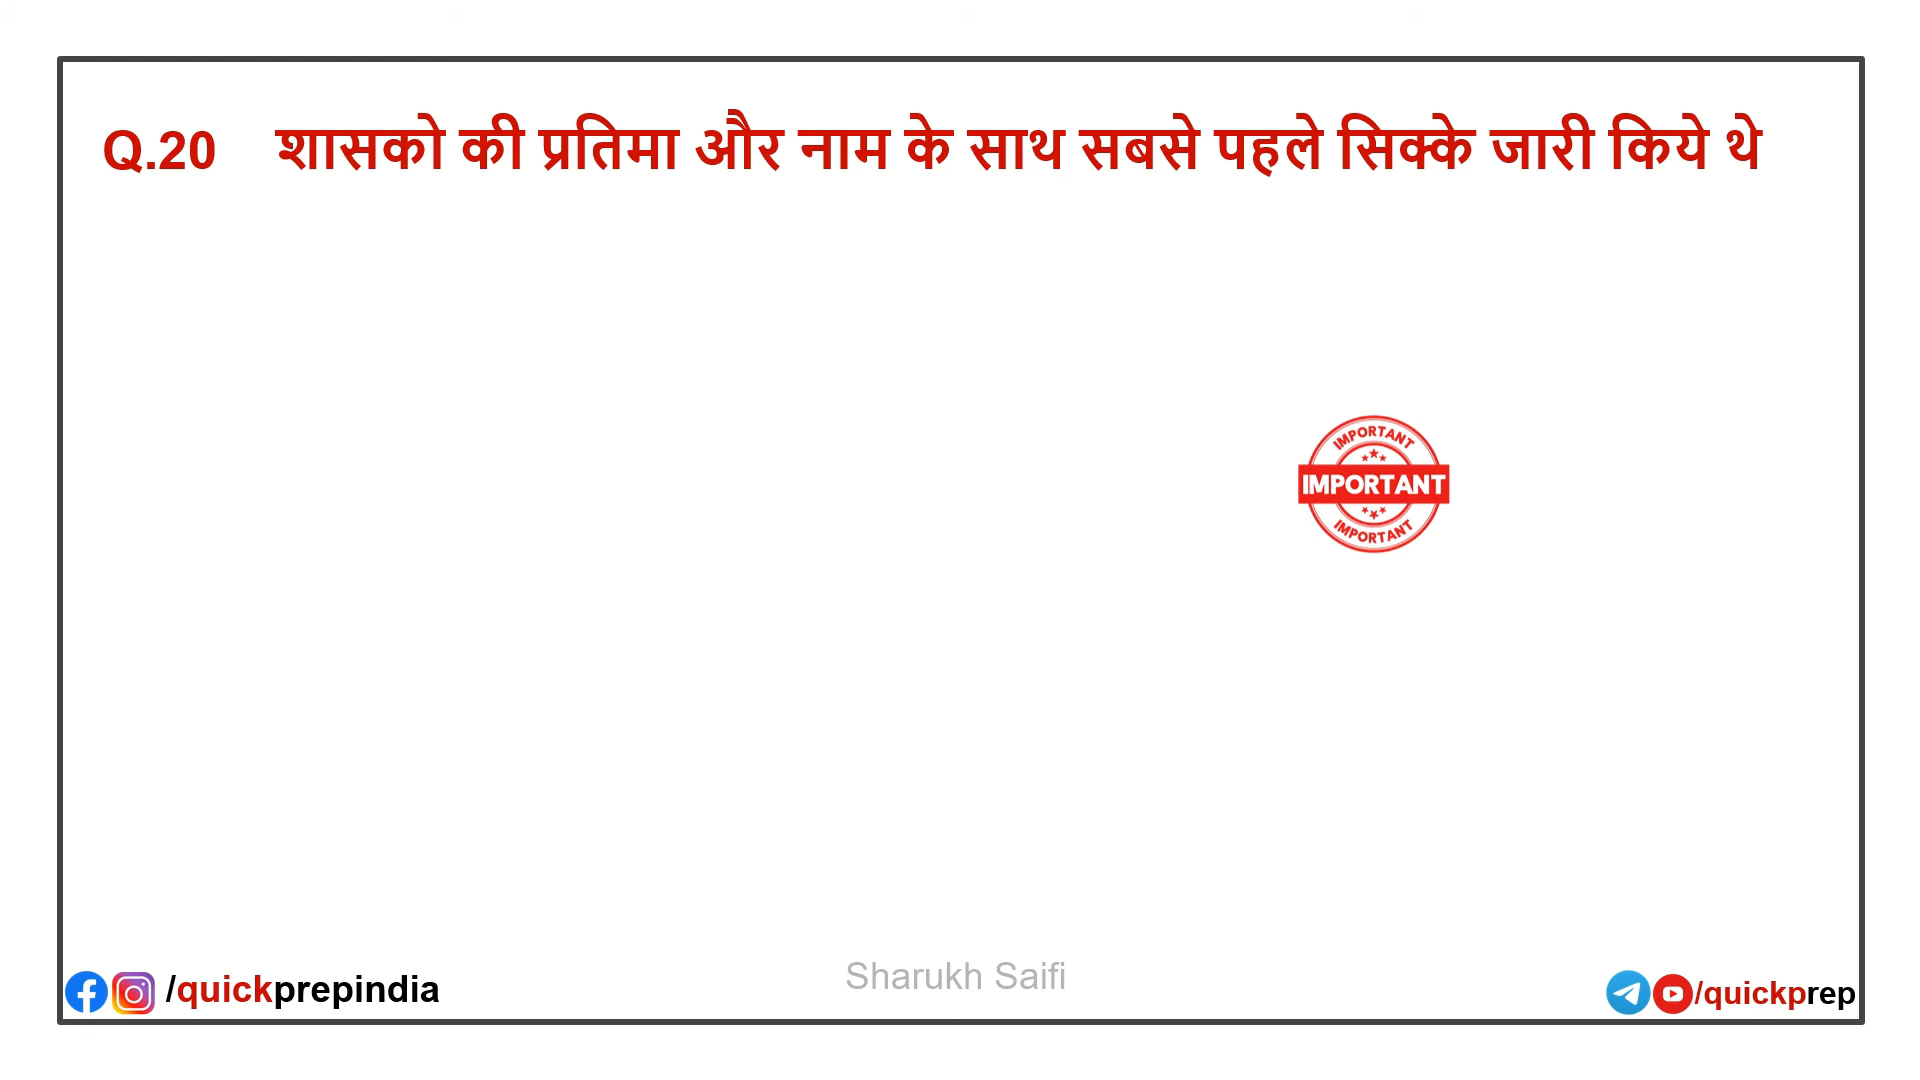 Q.20 शासको की प्रतिमा और नाम के साथ सबसे पहले सिक्के जारी किये थे
IMPORTANT
IMPORTANT
IMPORTANT
Sharukh Saifi
/quickprepindia
/quickprep